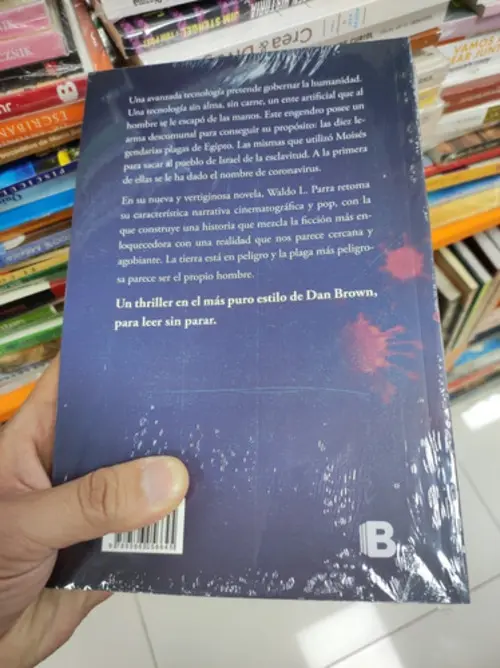 Una avanzada tecnología pretende gobernar la humanidad.
Una tecnología sin alma, sin carne, un ente artificial que al
hombre se le escapó de las manos. Este engendro posee un
arma descomunal para conseguir su propósito: las diez le-
gendarias plagas de Egipto. Las mismas que utilizó Moisés
para sacar al pueblo de Israel de la esclavitud. A la primera
de ellas se le ha dado el nombre de coronavirus.
En su nueva y vertiginosa novela, Waldo L. Parra retoma
su característica narrativa cinematográfica y pop, con la
que construye una historia que mezcla la ficción más en-
loquecedora con una realidad que nos parece cercana y
agobiante. La tierra está en peligro y la plaga más peligro-
sa parece ser el propio hombre.
Un thriller en el más puro estilo de Dan Brown,
para leer sin parar.
B
JIM STENGEL
Crea &